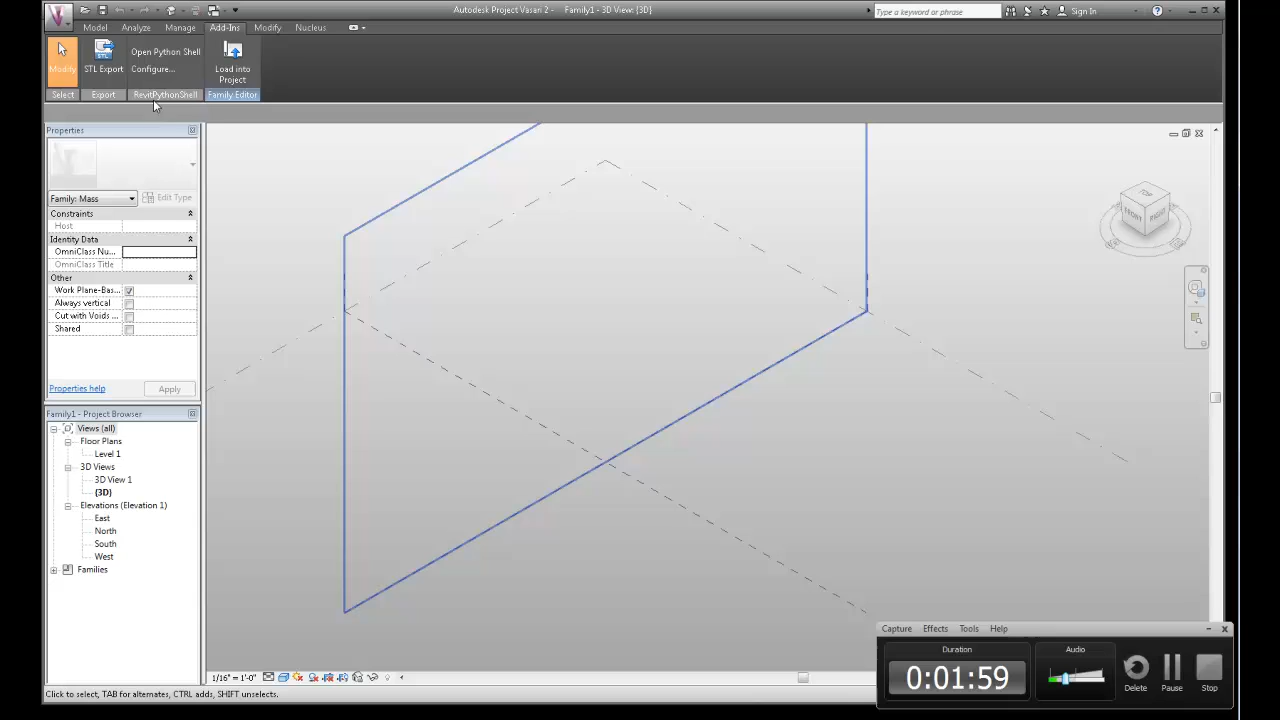 Autodesk Project Vasari 2 - Family1 - 3D View: {3D}
Type a keyword or phrase
Sign In
Model Analyze Manage Add-Ins Modify Nucleus
Modify
STL Export
Open Python Shell
Configure...
Load into
Project
Select Export RevitPythonShell Family Editor
Properties
Family: Mass
Edit Type
Constraints
Host
Identity Data
OmniClass Nu...
OmniClass Title
Other
Work Plane-Bas...
Always vertical
Cut with Voids ...
Shared
Properties help
Apply
Family1 - Project Browser
Views (all)
Floor Plans
Level 1
3D Views
3D View 1
{3D}
Elevations (Elevation 1)
East
North
South
West
Families
TOP
FRONT
RIGHT
1/16" = 1'-0"
Click to select, TAB for alternates, CTRL adds, SHIFT unselects.
Capture Effects Tools Help
Duration
0:01:59
Audio
Delete
Pause
Stop